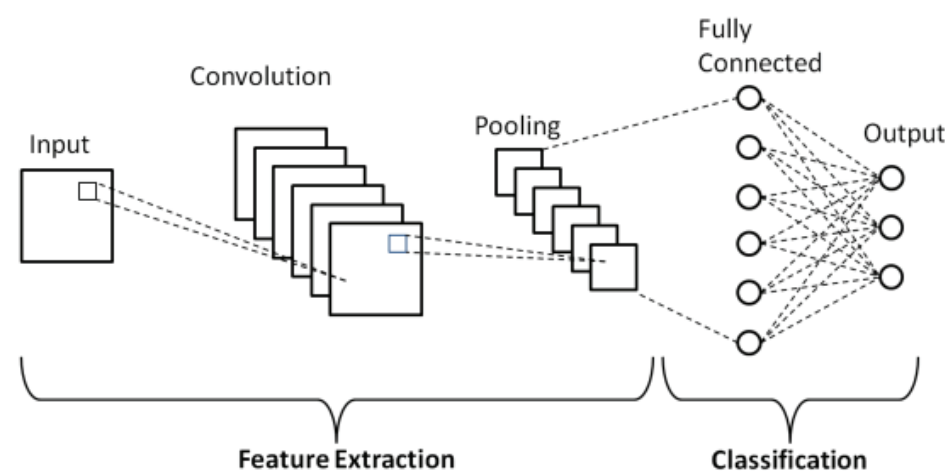 Fully
Connected
Convolution
Pooling
Output
Input
Feature Extraction
Classification